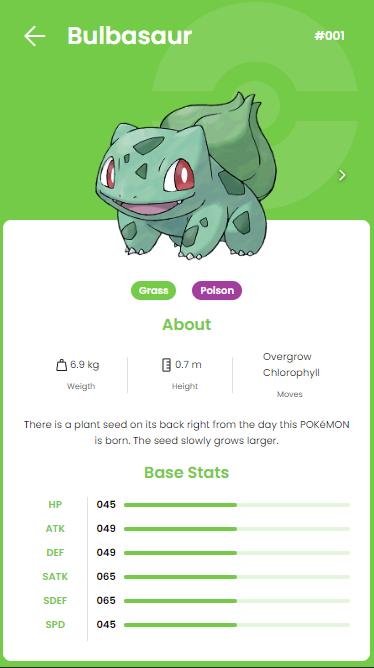 Bulbasaur #001
Grass Poison
About
6.9 kg
Weigth
0.7 m
Height
Overgrow
Chlorophyll
Moves
There is a plant seed on its back right from the day this POKéMON
is born. The seed slowly grows larger.
Base Stats
HP 045
ATK 049
DEF 049
SATK 065
SDEF 065
SPD 045